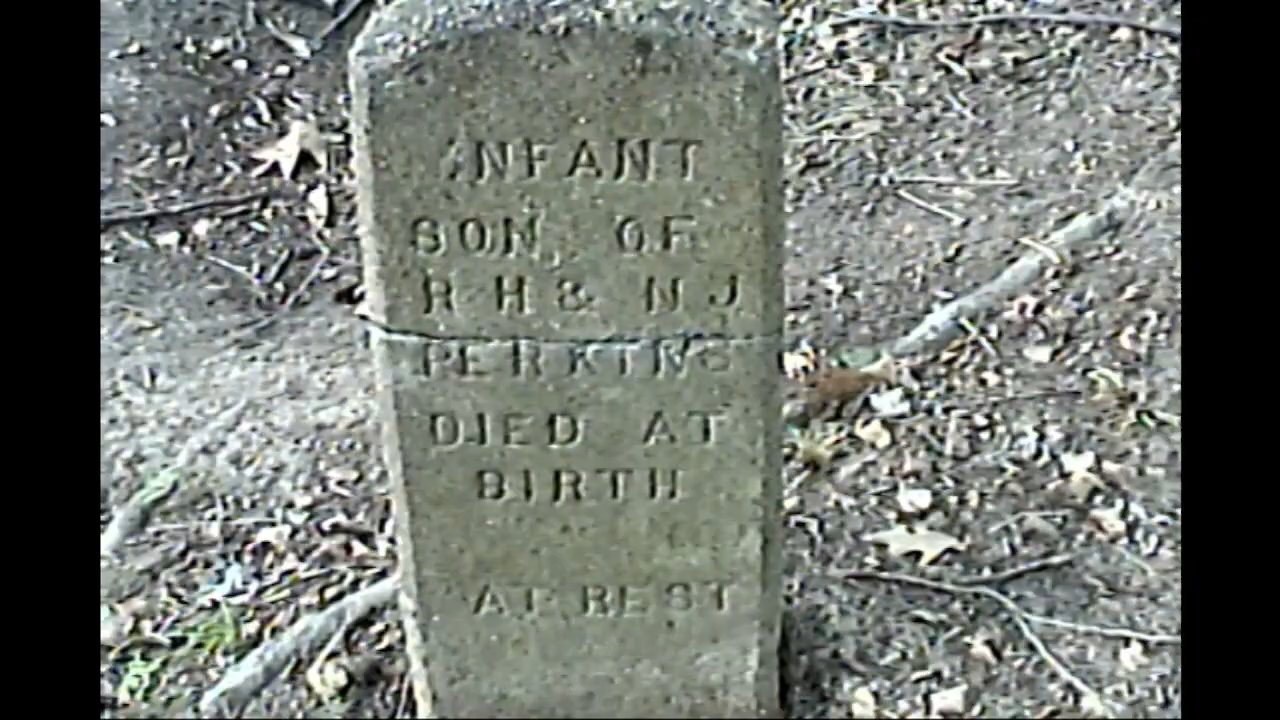 INFANT
SON, OF
R H & N J
PERKINS
DIED AT
BIRTH
AT REST